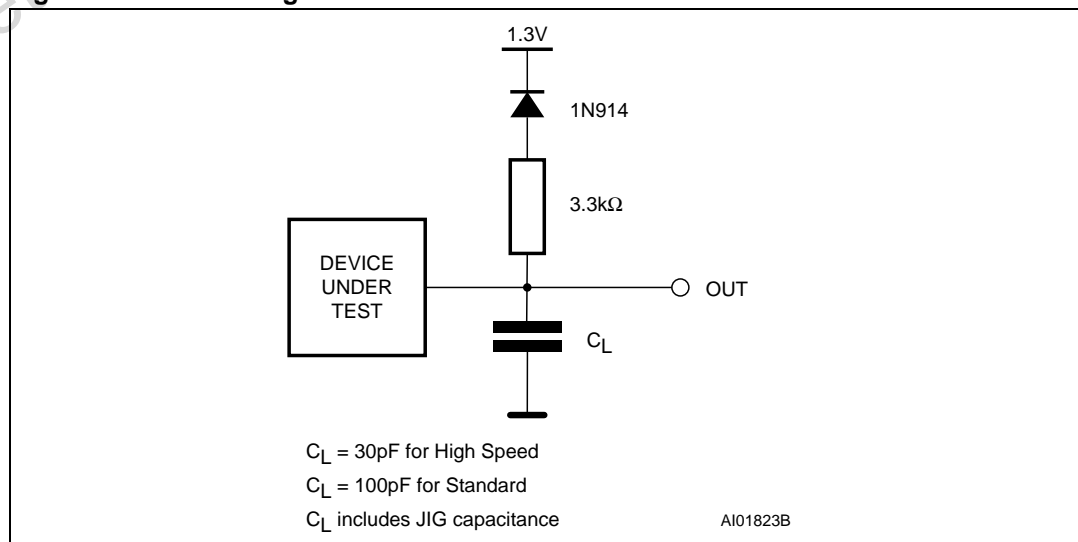 1.3V
1N914
3.3kΩ
DEVICE
UNDER
TEST
OUT
CL
CL = 30pF for High Speed
CL = 100pF for Standard
CL includes JIG capacitance
AI01823B